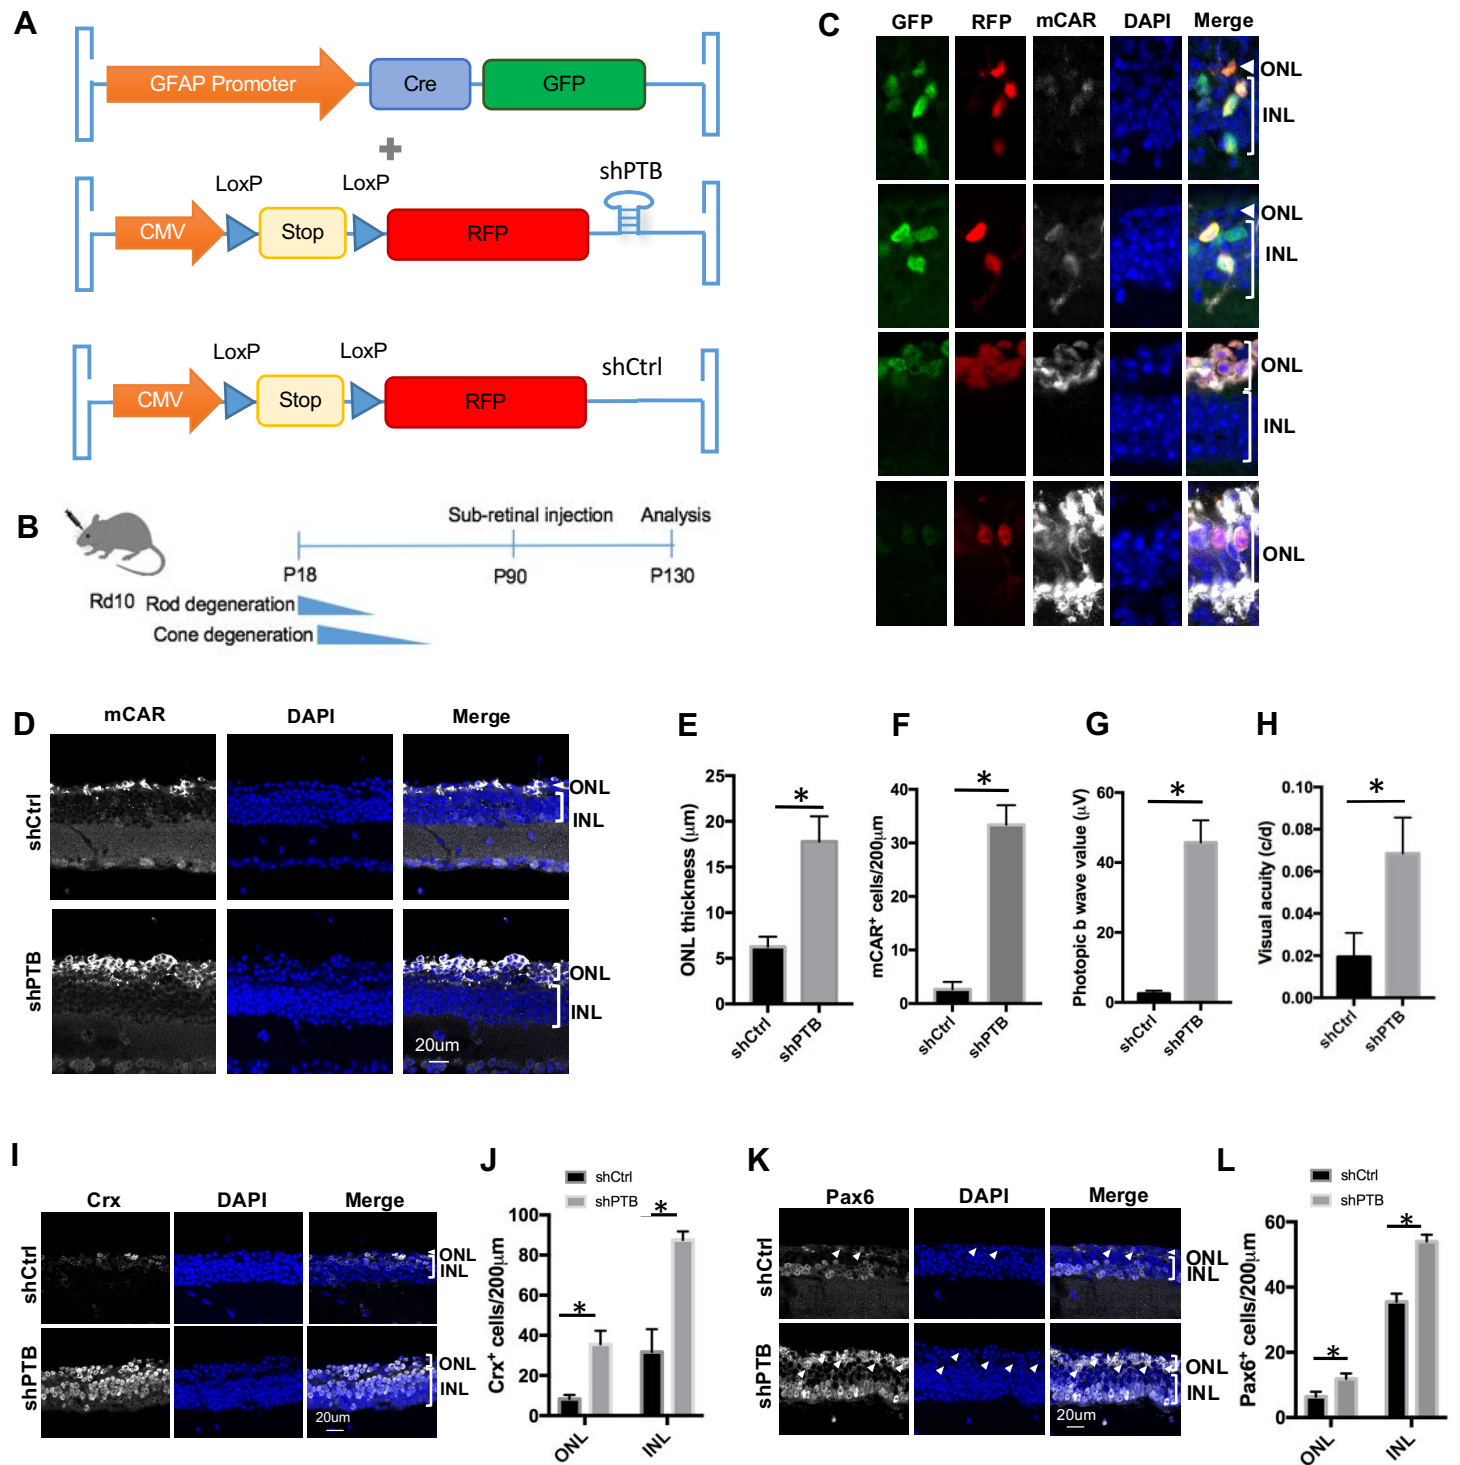 A
GFAP Promoter
Cre
GFP
LoxP
LoxP
shPTB
CMV
Stop
RFP
LoxP
LoxP
shCtrl
CMV
Stop
RFP
B
Sub-retinal injection
Analysis
P18
P90
P130
Rd10
Rod degeneration
Cone degeneration
C
GFP RFP mCAR DAPI Merge
ONL
INL
ONL
INL
ONL
INL
ONL
D
mCAR DAPI Merge
shCtrl
ONL
INL
shPTB
ONL
INL
20um
E
ONL thickness (μm)
25
20
15
10
5
0
*
shCtrl
shPTB
F
mCAR+ cells/200μm
40
30
20
10
0
*
shCtrl
shPTB
G
Photopic b wave value (μV)
60
40
20
0
*
shCtrl
shPTB
H
Visual acuity (c/d)
0.10
0.08
0.06
0.04
0.02
0.00
*
shCtrl
shPTB
I
Crx DAPI Merge
shCtrl
ONL
INL
shPTB
ONL
INL
20um
J
shCtrl
shPTB
Crx+ cells/200μm
100
80
60
40
20
0
*
*
ONL
INL
K
Pax6 DAPI Merge
shCtrl
ONL
INL
shPTB
ONL
INL
20um
L
shCtrl
shPTB
Pax6+ cells/200μm
60
40
20
0
*
*
ONL
INL